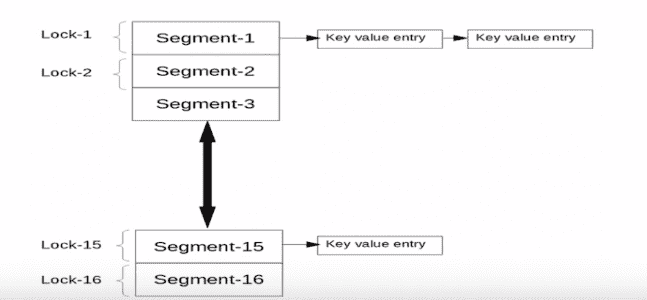 Lock-1 Segment-1 Key value entry Key value entry
Lock-2 Segment-2
Segment-3
Lock-15 Segment-15 Key value entry
Lock-16 Segment-16